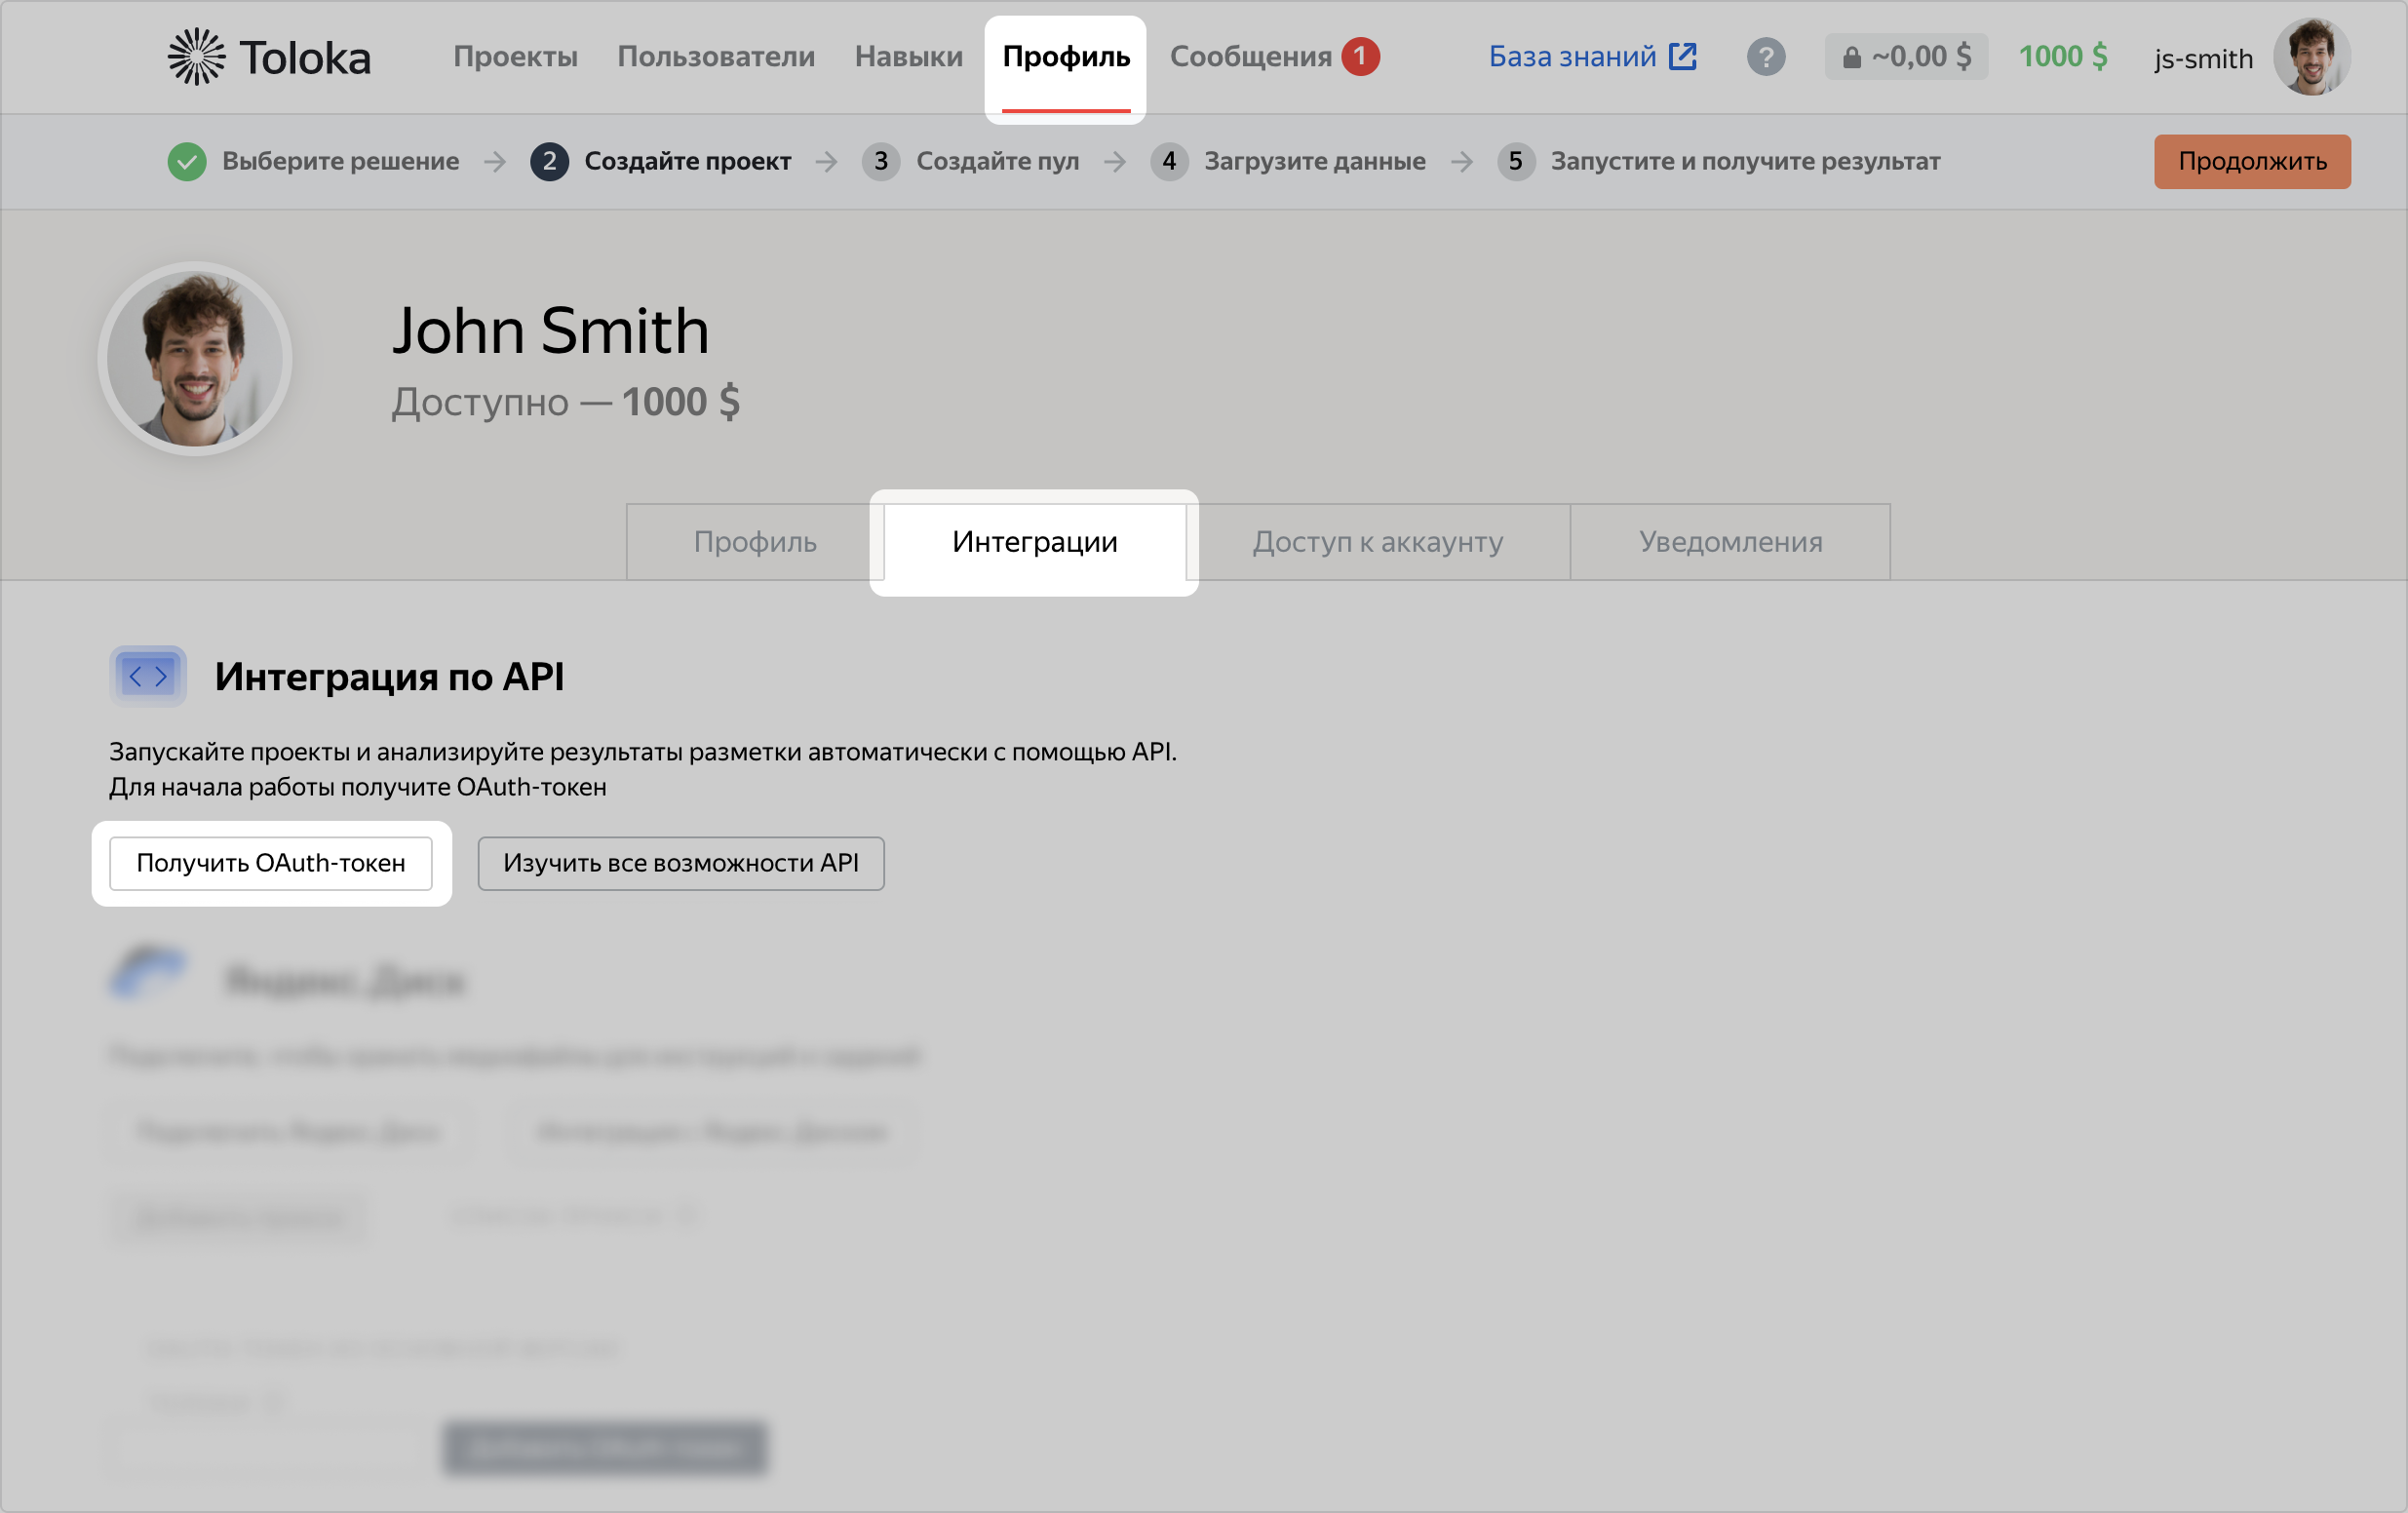 Toloka
Проекты
Пользователи
Навыки
Профиль
Сообщения 1
База знаний
?
~0,00 $
1000 $
js-smith
Выберите решение
2 Создайте проект
3 Создайте пул
4 Загрузите данные
5 Запустите и получите результат
Продолжить
John Smith
Доступно — 1000 $
Профиль
Интеграции
Доступ к аккаунту
Уведомления
Интеграция по API
Запускайте проекты и анализируйте результаты разметки автоматически с помощью API.
Для начала работы получите OAuth-токен
Получить OAuth-токен
Изучить все возможности API
Яндекс.Диск